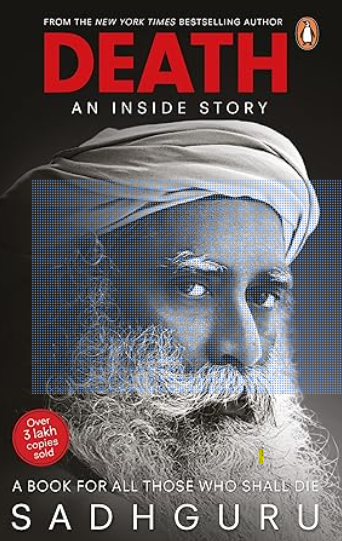 FROM THE NEW YORK TIMES BESTSELLING AUTHOR
DEATH
AN INSIDE STORY
Over
3 lakh
copies
sold
A BOOK FOR ALL THOSE WHO SHALL DIE
SADHGURU